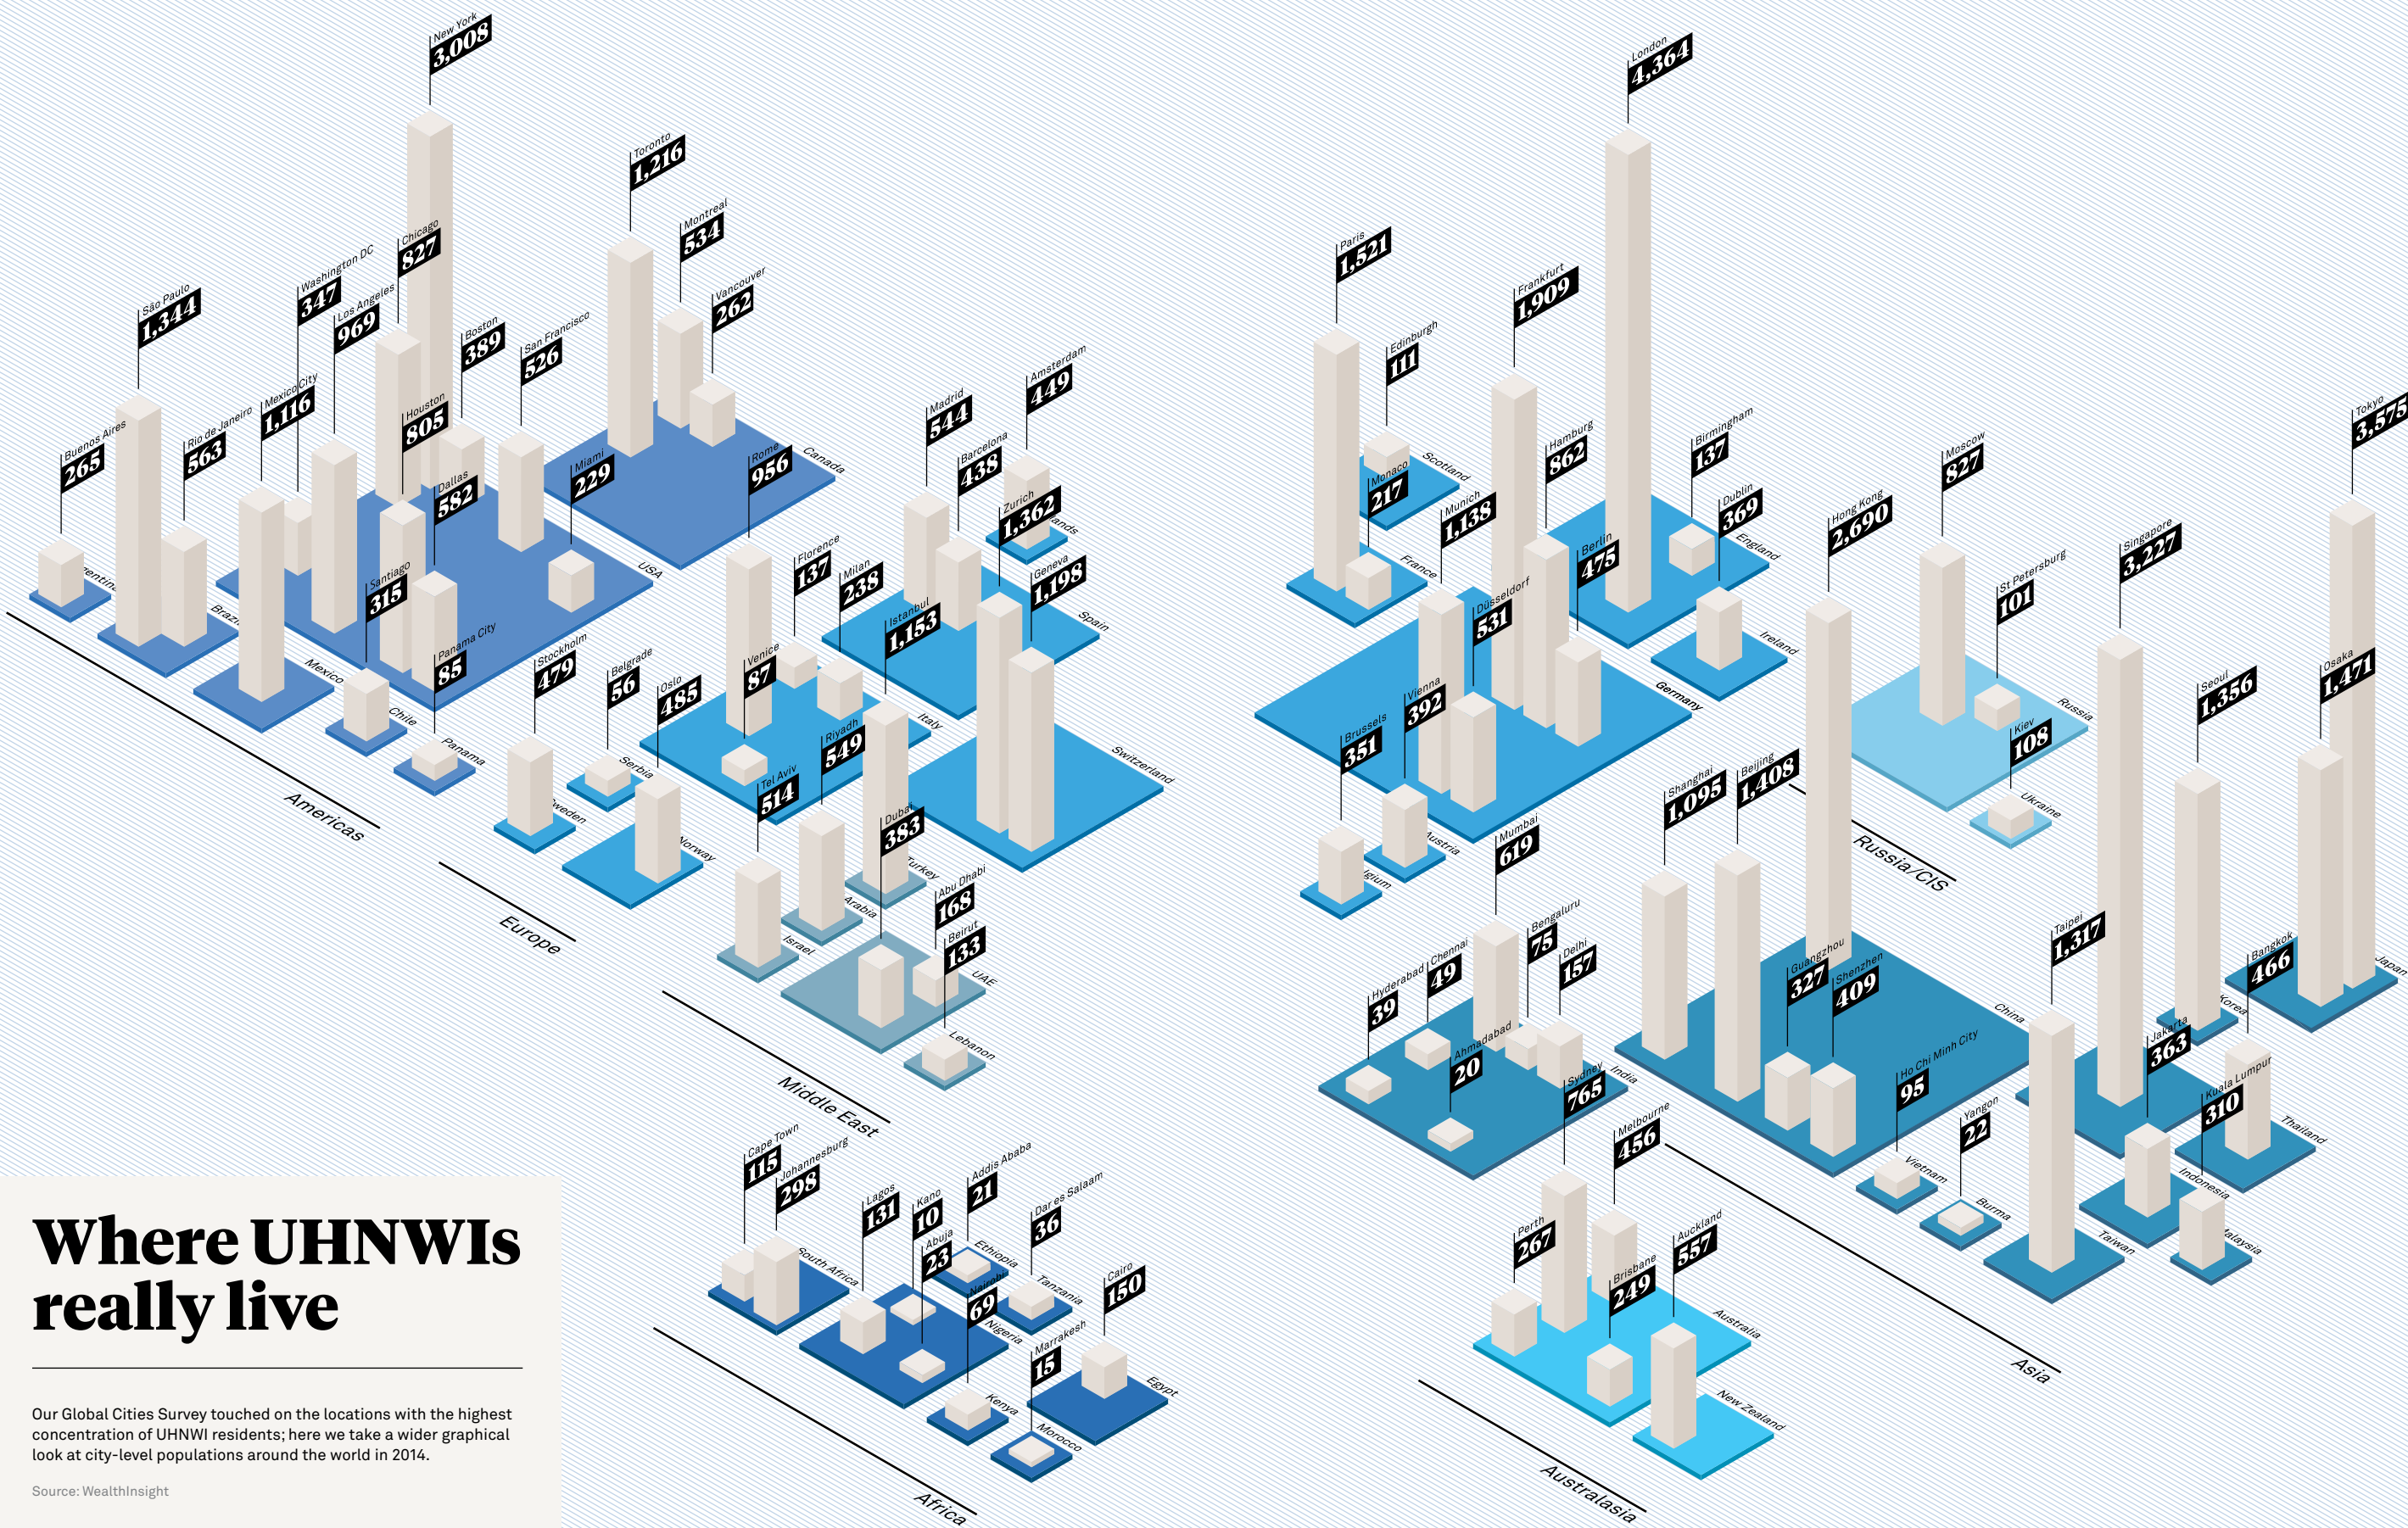 New York
3,008
London
4,364
Toronto
1,216
Montreal
534
Vancouver
262
Chicago
827
Washington DC
347
Los Angeles
969
São Paulo
1,344
Boston
389
San Francisco
526
Buenos Aires
265
Rio de Janeiro
563
Mexico City
1,116
Houston
805
Dallas
582
Miami
229
Santiago
315
Panama City
85
Canada
USA
Brazil
Mexico
Chile
Panama
Americas
Rome
956
Madrid
544
Barcelona
438
Amsterdam
449
Zurich
1,362
Geneva
1,198
Florence
137
Milan
238
Venice
87
Stockholm
479
Belgrade
56
Oslo
485
Spain
Italy
Switzerland
Serbia
Norway
Europe
Istanbul
1,153
Riyadh
549
Tel Aviv
514
Dubai
383
Abu Dhabi
168
Beirut
133
Turkey
Arabia
Israel
UAE
Lebanon
Middle East
Paris
1,521
Edinburgh
111
Monaco
217
Frankfurt
1,909
Hamburg
862
Munich
1,138
Berlin
475
Düsseldorf
531
Birmingham
137
Dublin
369
Vienna
392
Brussels
351
Scotland
France
England
Ireland
Germany
Moscow
827
St Petersburg
101
Kiev
108
Russia
Ukraine
Russia/CIS
Hong Kong
2,690
Singapore
3,227
Tokyo
3,575
Osaka
1,471
Seoul
1,356
Shanghai
1,095
Beijing
1,408
Guangzhou
327
Shenzhen
409
Mumbai
619
Bengaluru
75
Delhi
157
Chennai
49
Hyderabad
39
Ahmadabad
20
Taipei
1,317
Bangkok
466
Jakarta
363
Kuala Lumpur
310
Ho Chi Minh City
95
Yangon
22
China
Japan
Korea
India
Thailand
Indonesia
Vietnam
Burma
Taiwan
Asia
Cape Town
115
Johannesburg
298
Lagos
131
Kano
10
Abuja
23
Addis Ababa
21
Dar es Salaam
36
Nairobi
69
Marrakesh
15
Cairo
150
South Africa
Nigeria
Ethiopia
Tanzania
Kenya
Morocco
Egypt
Africa
Sydney
765
Melbourne
456
Perth
267
Brisbane
249
Auckland
557
Australia
New Zealand
Australasia
Where UHNWIs
really live
Our Global Cities Survey touched on the locations with the highest
concentration of UHNWI residents; here we take a wider graphical
look at city-level populations around the world in 2014.
Source: WealthInsight